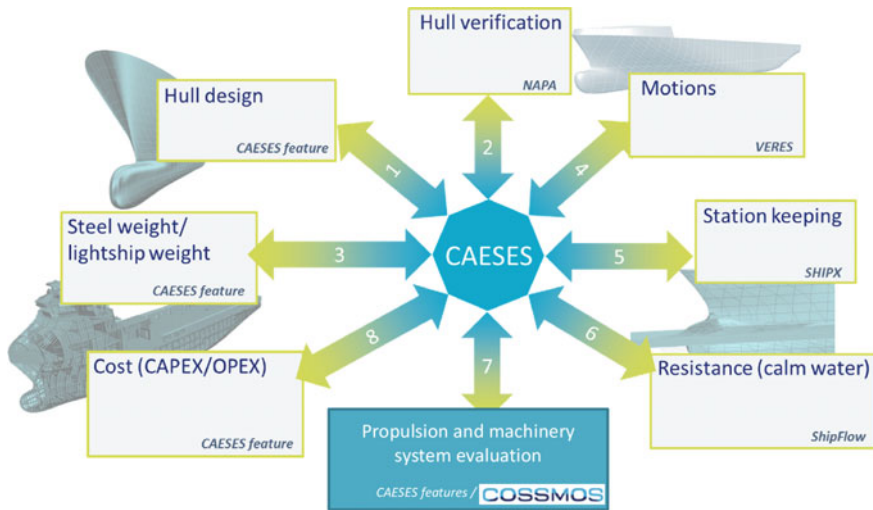 Hull verification
NAPA
Hull design
CAESES feature
Motions
VERES
1
2
4
Steel weight/
lightship weight
CAESES feature
3
CAESES
5
Station keeping
SHIPX
8
7
6
Cost (CAPEX/OPEX)
CAESES feature
Resistance (calm water)
ShipFlow
Propulsion and machinery
system evaluation
CAESES features / COSSMOS